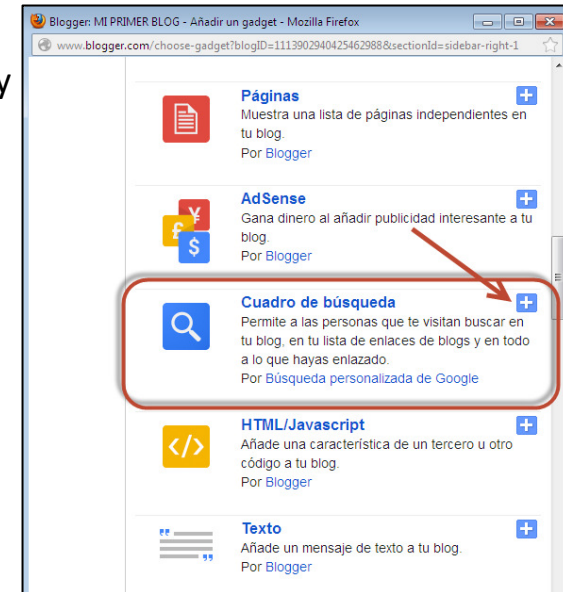 Blogger: MI PRIMER BLOG - Añadir un gadget - Mozilla Firefox
www.blogger.com/choose-gadget?blogID=1113902940425462988&sectionId=sidebar-right-1
y
Páginas
Muestra una lista de páginas independientes en
tu blog.
Por Blogger
AdSense
Gana dinero al añadir publicidad interesante a tu
blog.
Por Blogger
Cuadro de búsqueda
Permite a las personas que te visitan buscar en
tu blog, en tu lista de enlaces de blogs y en todo
a lo que hayas enlazado.
Por Búsqueda personalizada de Google
HTML/Javascript
Añade una característica de un tercero u otro
código a tu blog.
Por Blogger
Texto
Añade un mensaje de texto a tu blog.
Por Blogger